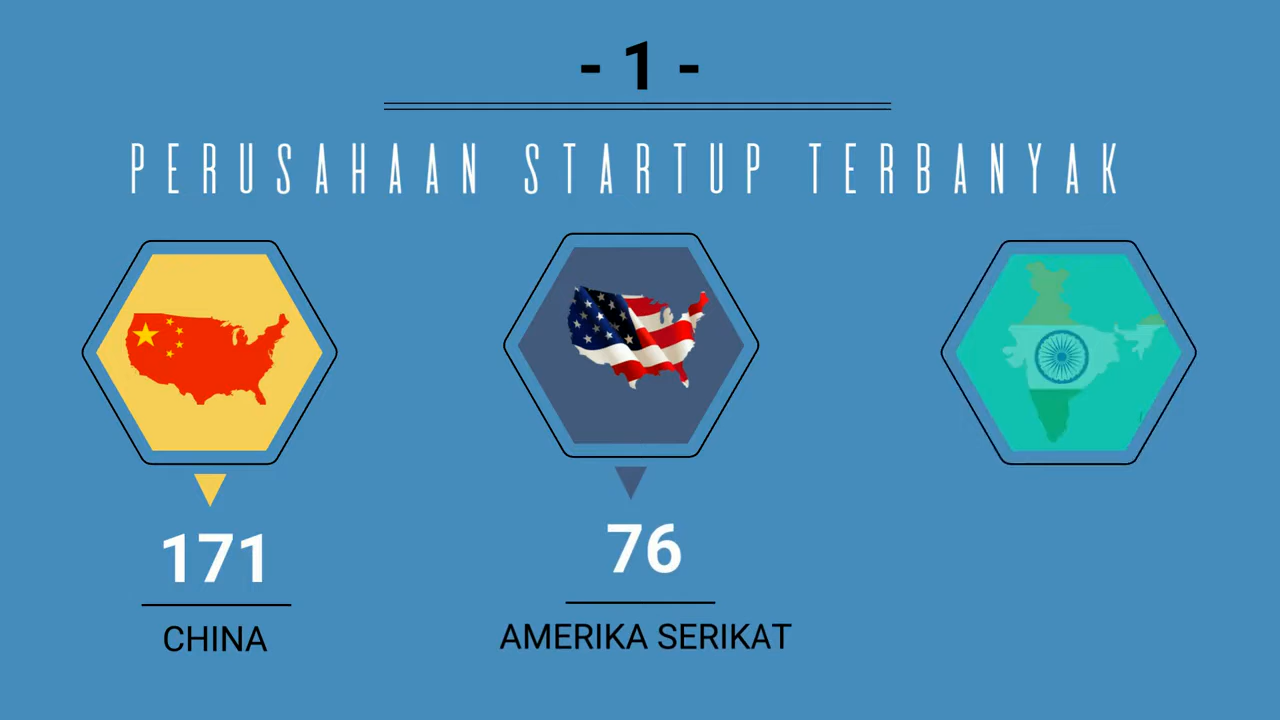 - 1 -
PERUSAHAAN STARTUP TERBANYAK
171
CHINA
76
AMERIKA SERIKAT